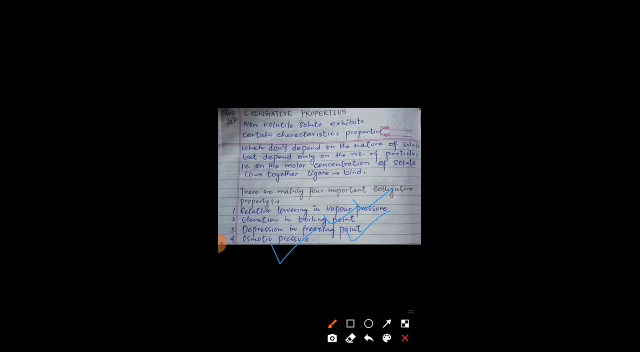 COLLIGATIVE PROPERTIES
Non volatile solute exhibits
certain characteristics properties
which don't depend on the nature of solute
but depend only on the no. of particles
ie on the molar concentration of solute
Co → together ligare → bind.
There are mainly four important colligative
property :-
1 Relative lowering in vapour pressure
2 Elevation in boiling point
3 Depression in freezing point
4 Osmotic pressure